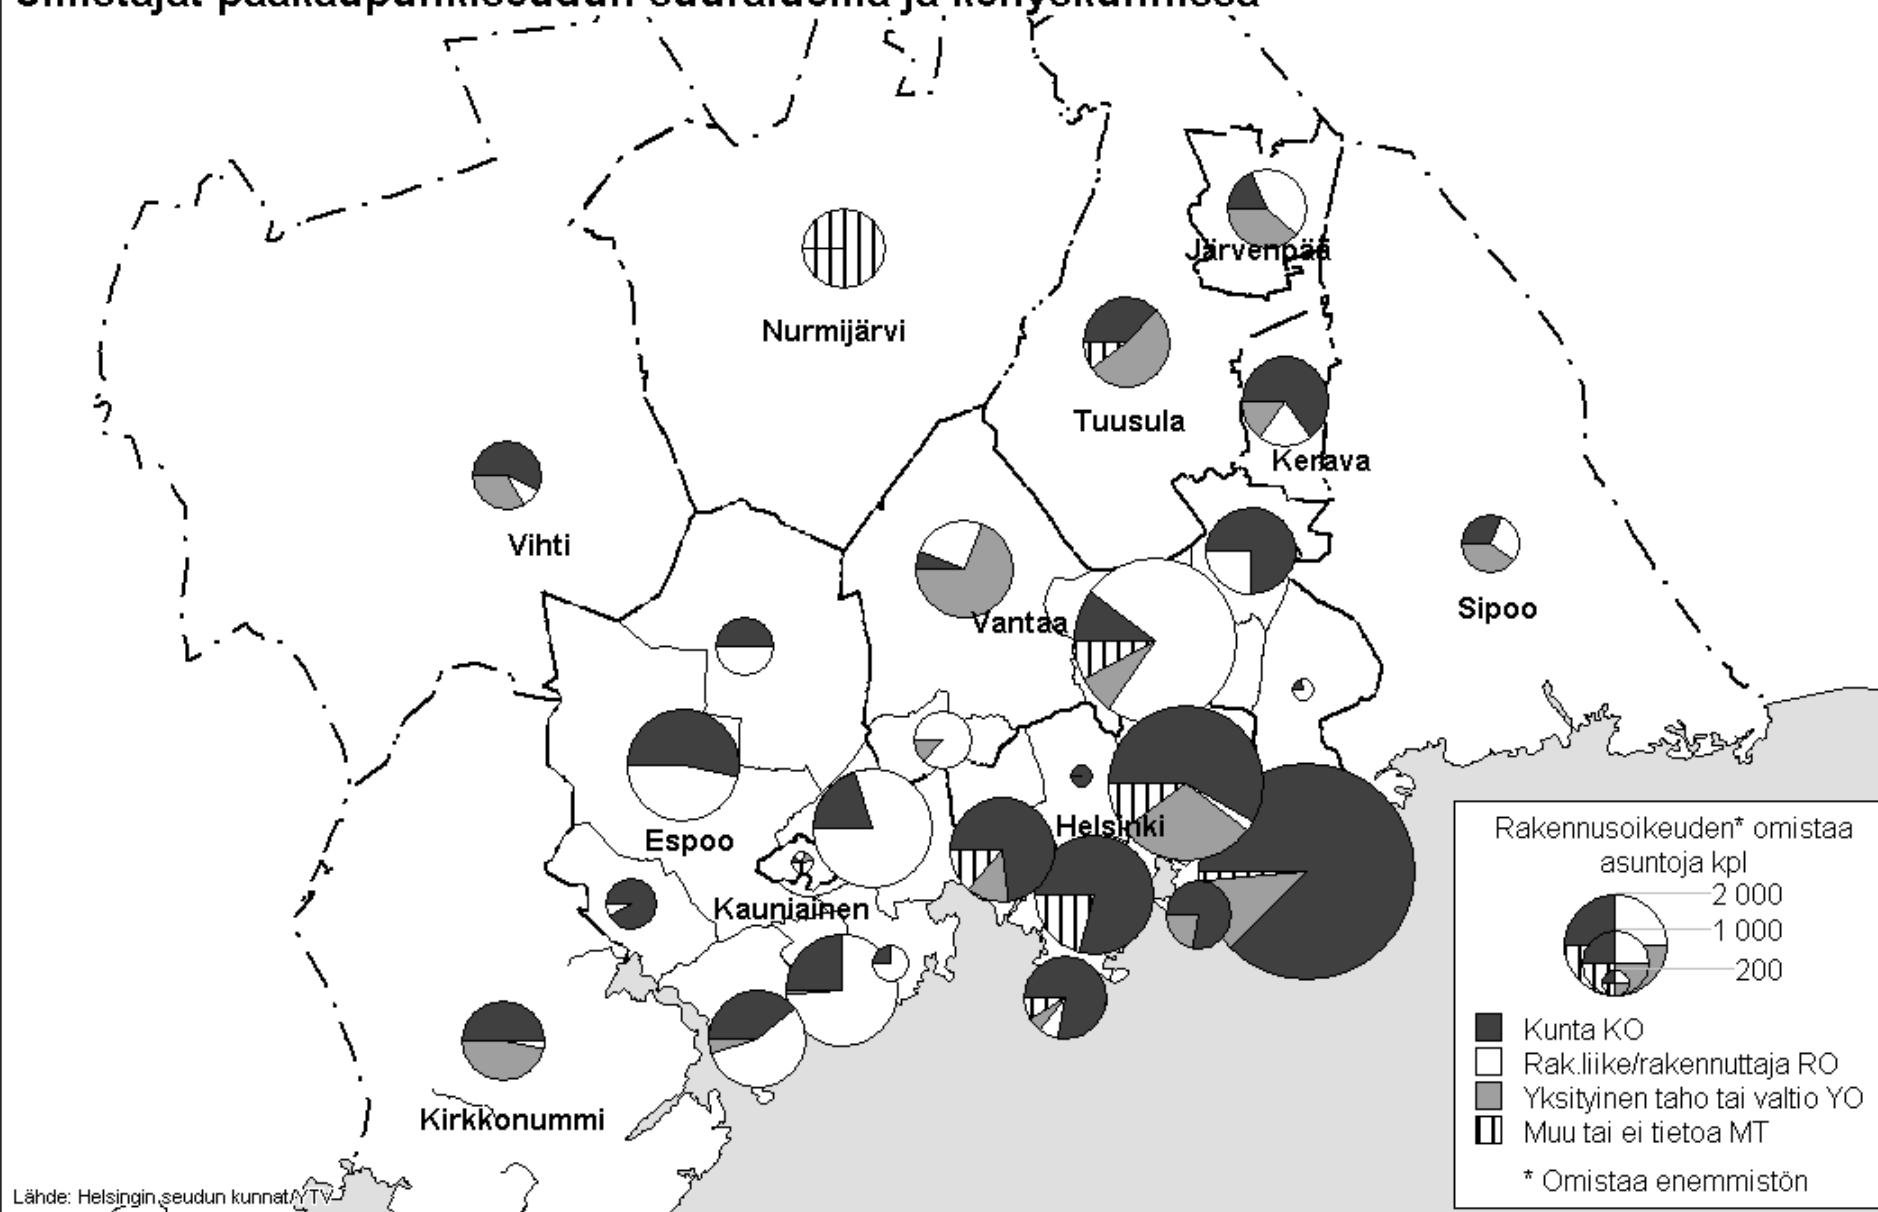 Järvenpää
Nurmijärvi
Tuusula
Kerava
Vihti
Sipoo
Vantaa
Helsinki
Espoo
Kauniainen
Kirkkonummi
Rakennusoikeuden* omistaa
asuntoja kpl
2 000
1 000
200
Kunta KO
Rak.liike/rakennuttaja RO
Yksityinen taho tai valtio YO
Muu tai ei tietoa MT
* Omistaa enemmistön
Lähde: Helsingin seudun kunnat/YTV